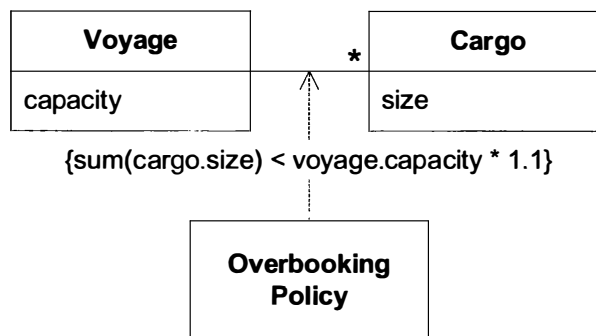 Voyage
Cargo
*
capacity
size
{sum(cargo.size) < voyage.capacity * 1.1}
Overbooking
Policy